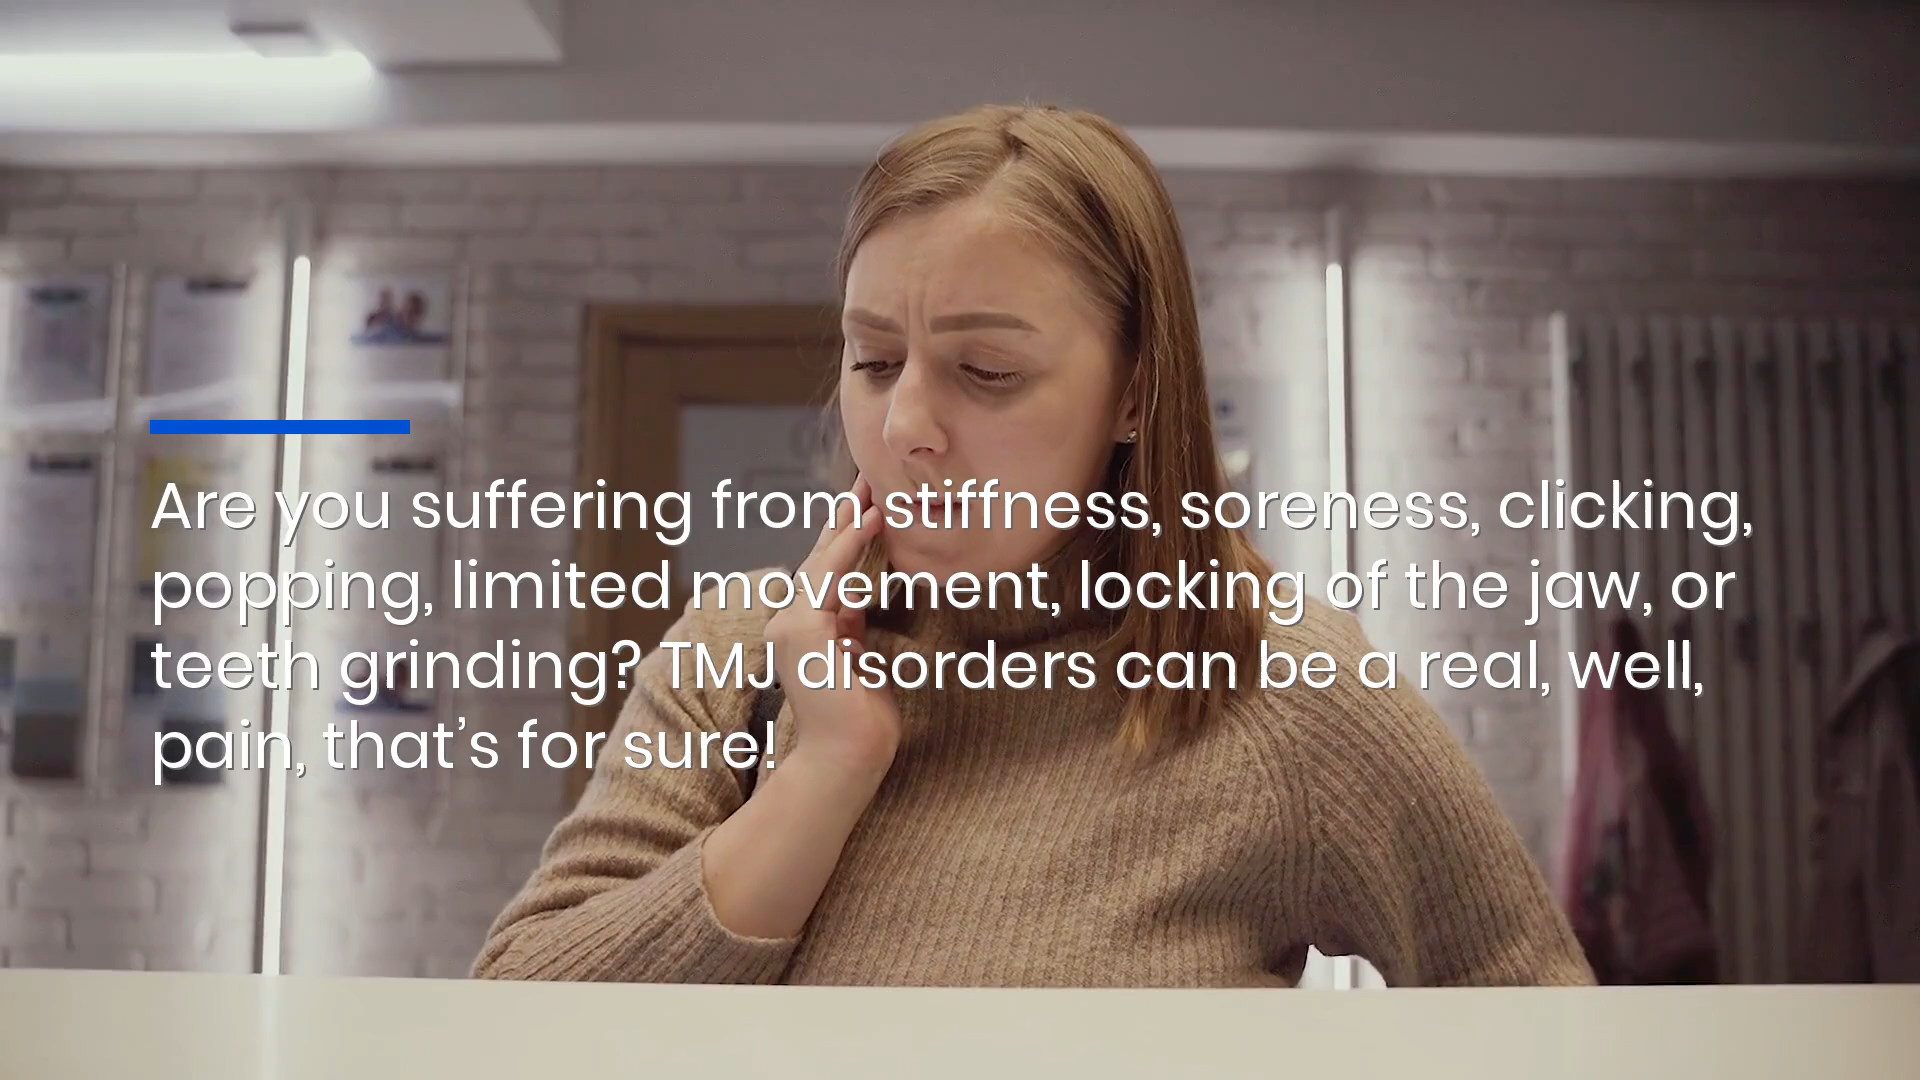 Are you suffering from stiffness, soreness, clicking,
popping, limited movement, locking of the jaw, or
teeth grinding? TMJ disorders can be a real, well,
pain, that’s for sure!